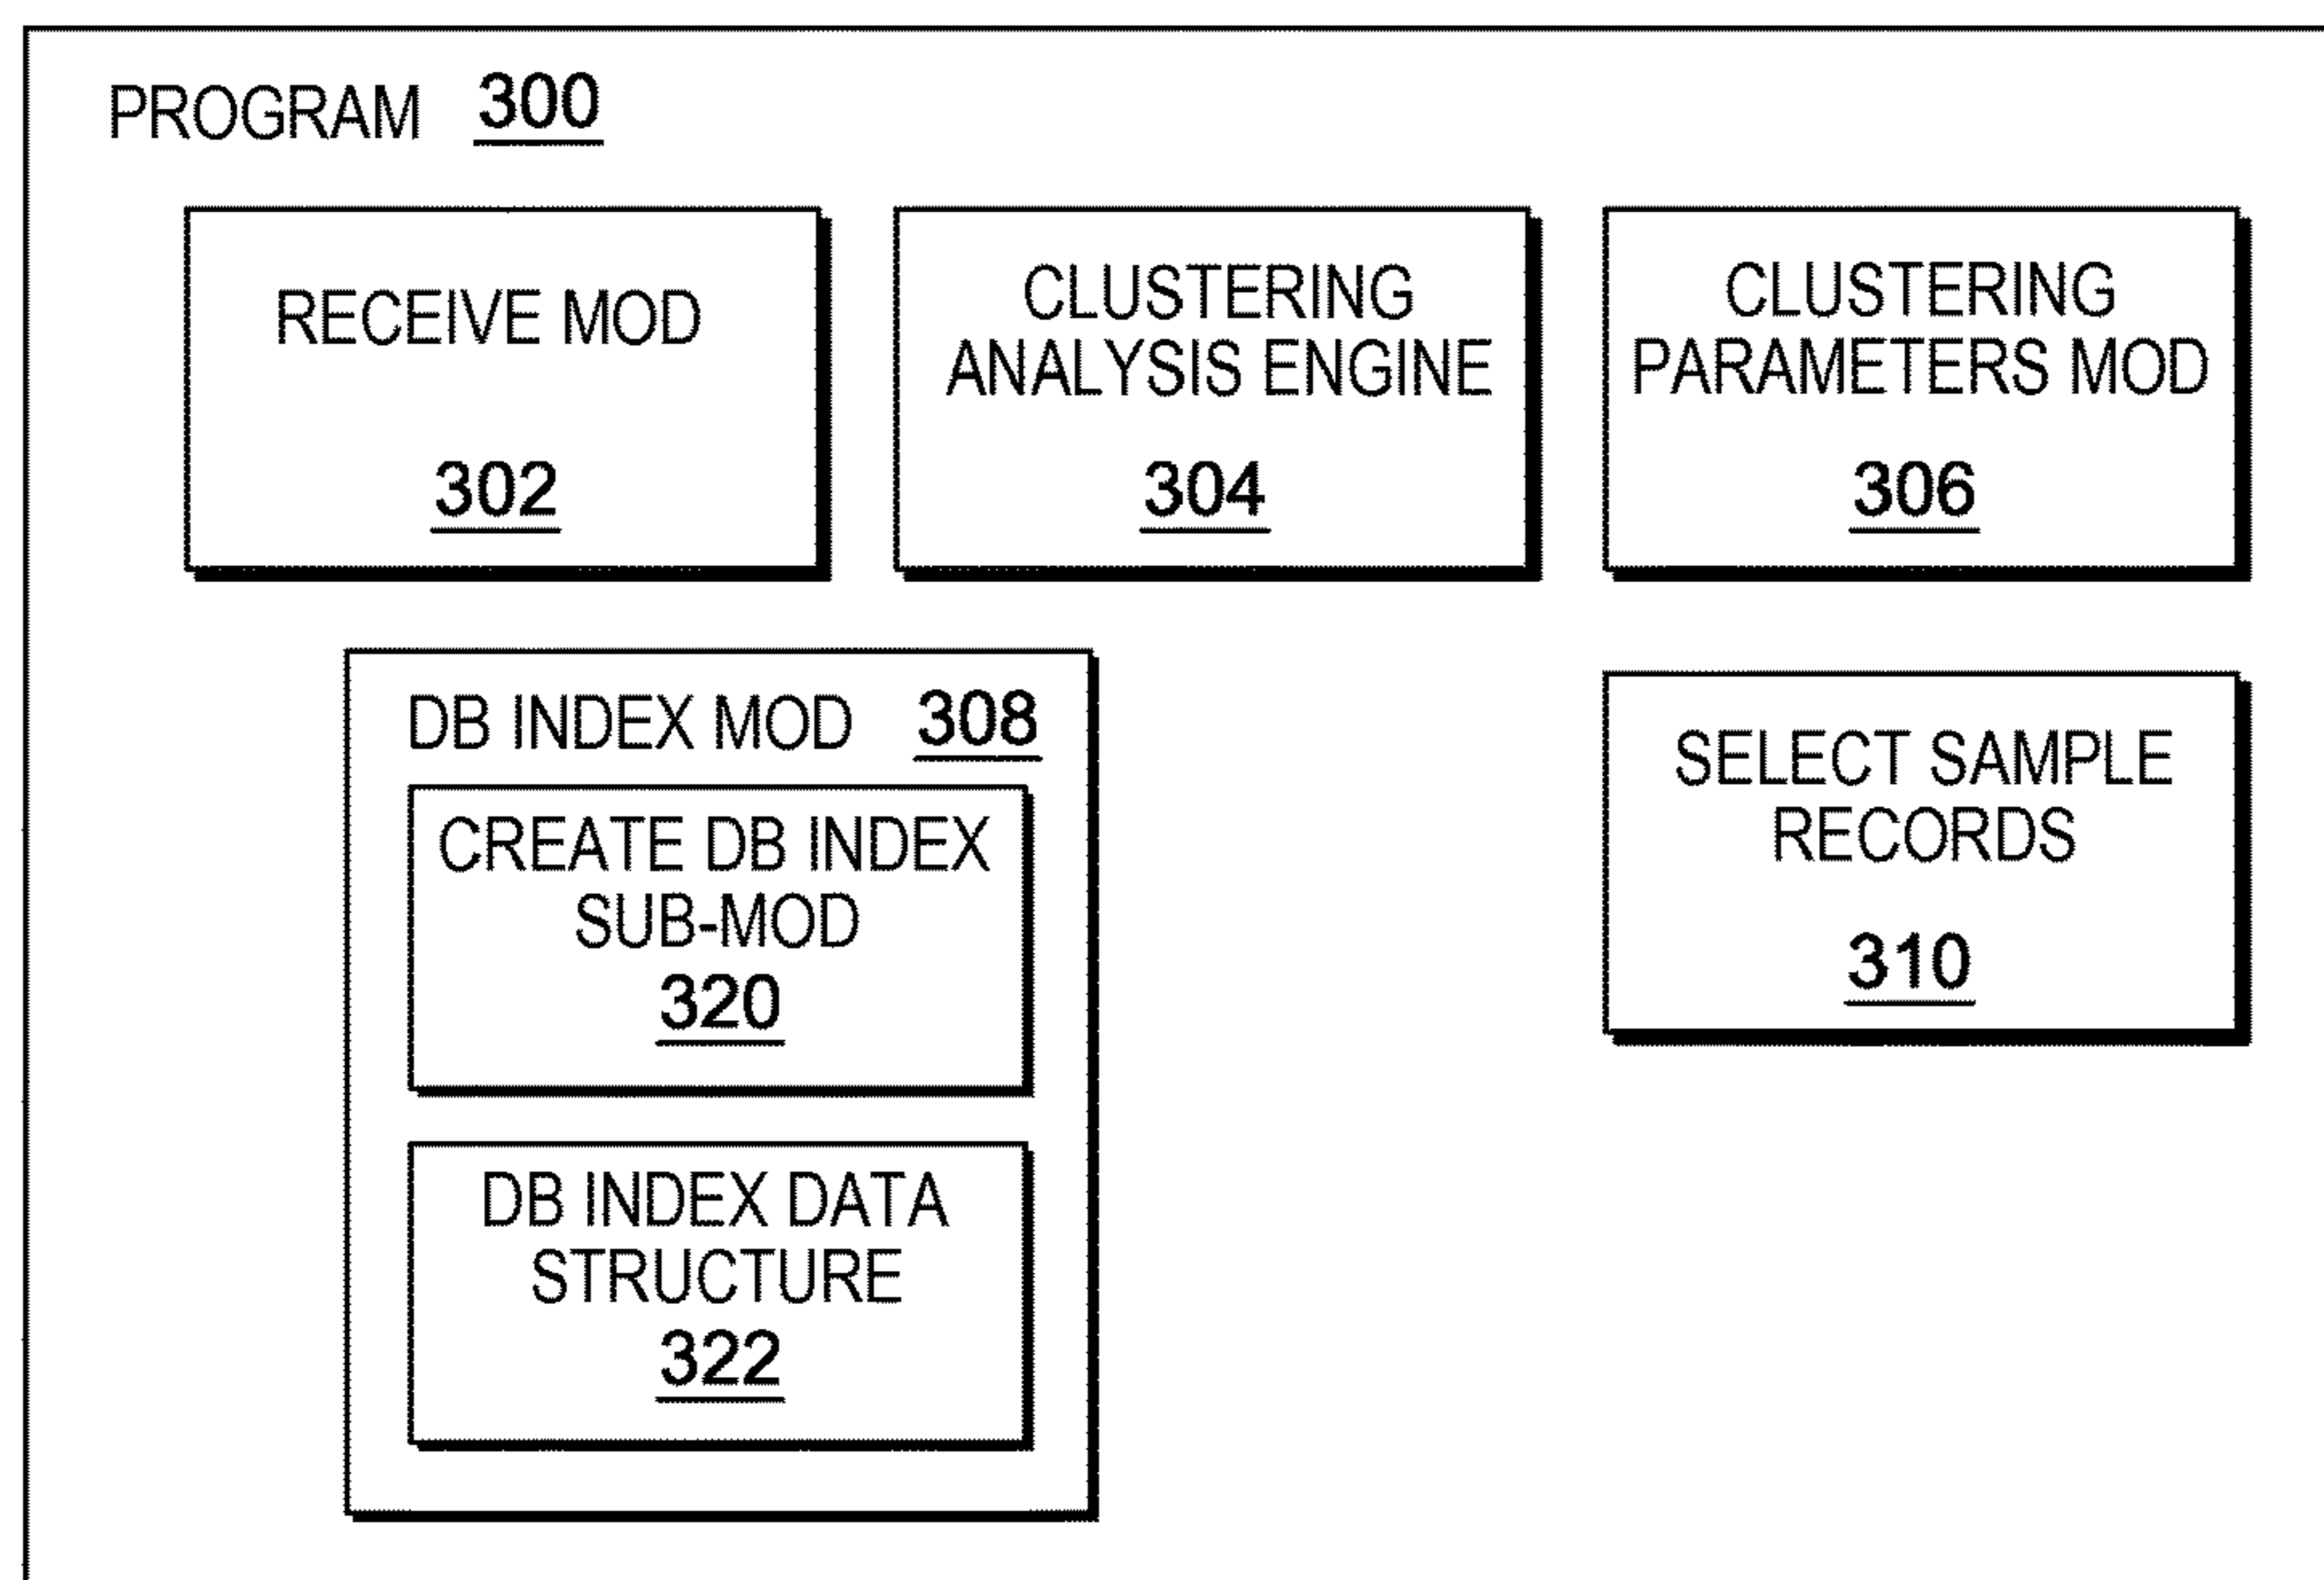 PROGRAM 300
RECEIVE MOD
302
CLUSTERING
ANALYSIS ENGINE
304
CLUSTERING
PARAMETERS MOD
306
DB INDEX MOD 308
CREATE DB INDEX
SUB-MOD
320
DB INDEX DATA
STRUCTURE
322
SELECT SAMPLE
RECORDS
310